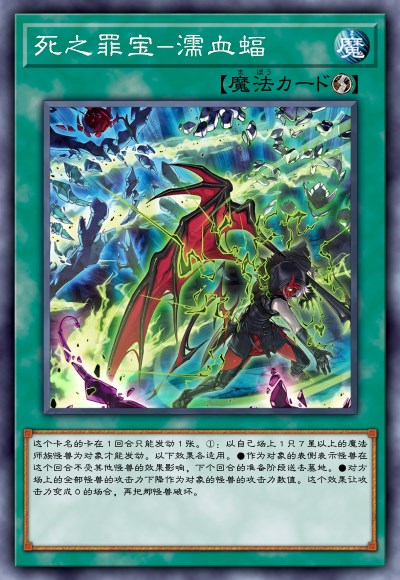 死之罪宝-濡血蝠
魔
【魔法カード】
まほう
这个卡名的卡在1回合只能发动1张。①：以自己场上1只7星以上的魔法
师族怪兽为对象才能发动。以下效果各适用。●作为对象的表侧表示怪兽在
这个回合不受其他怪兽的效果影响，下个回合的准备阶段送去墓地。●对方
场上的全部怪兽的攻击力下降作为对象的怪兽的攻击力数值。这个效果让攻
击力变成0的场合，再把那怪兽破坏。